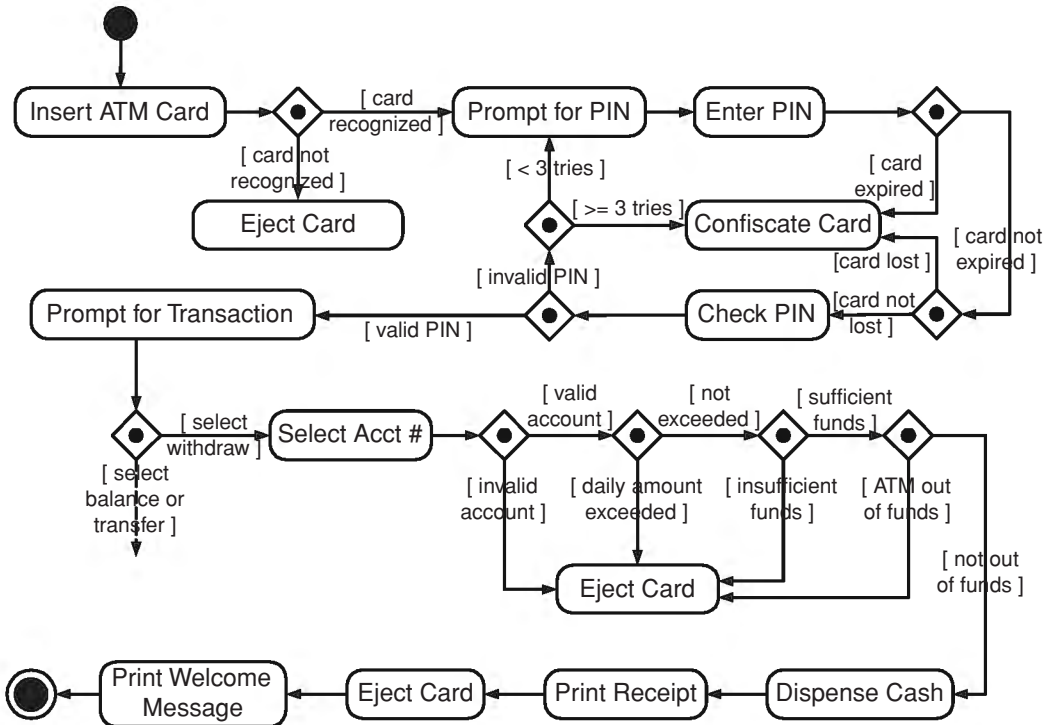 Insert ATM Card
[ card
recognized ]
Prompt for PIN
Enter PIN
[ card not
recognized ]
[ < 3 tries ]
[ card
expired ]
Eject Card
[ >= 3 tries ]
Confiscate Card
[ card not
expired ]
[card lost ]
[ invalid PIN ]
Prompt for Transaction
[ valid PIN ]
Check PIN
[card not
lost ]
[ select
withdraw ]
Select Acct #
[ valid
account ]
[ not
exceeded ]
[ sufficient
funds ]
[ select
balance or
transfer ]
[ invalid
account ]
[ daily amount
exceeded ]
[ insufficient
funds ]
[ ATM out
of funds ]
[ not out
of funds ]
Eject Card
Print Welcome
Message
Eject Card
Print Receipt
Dispense Cash